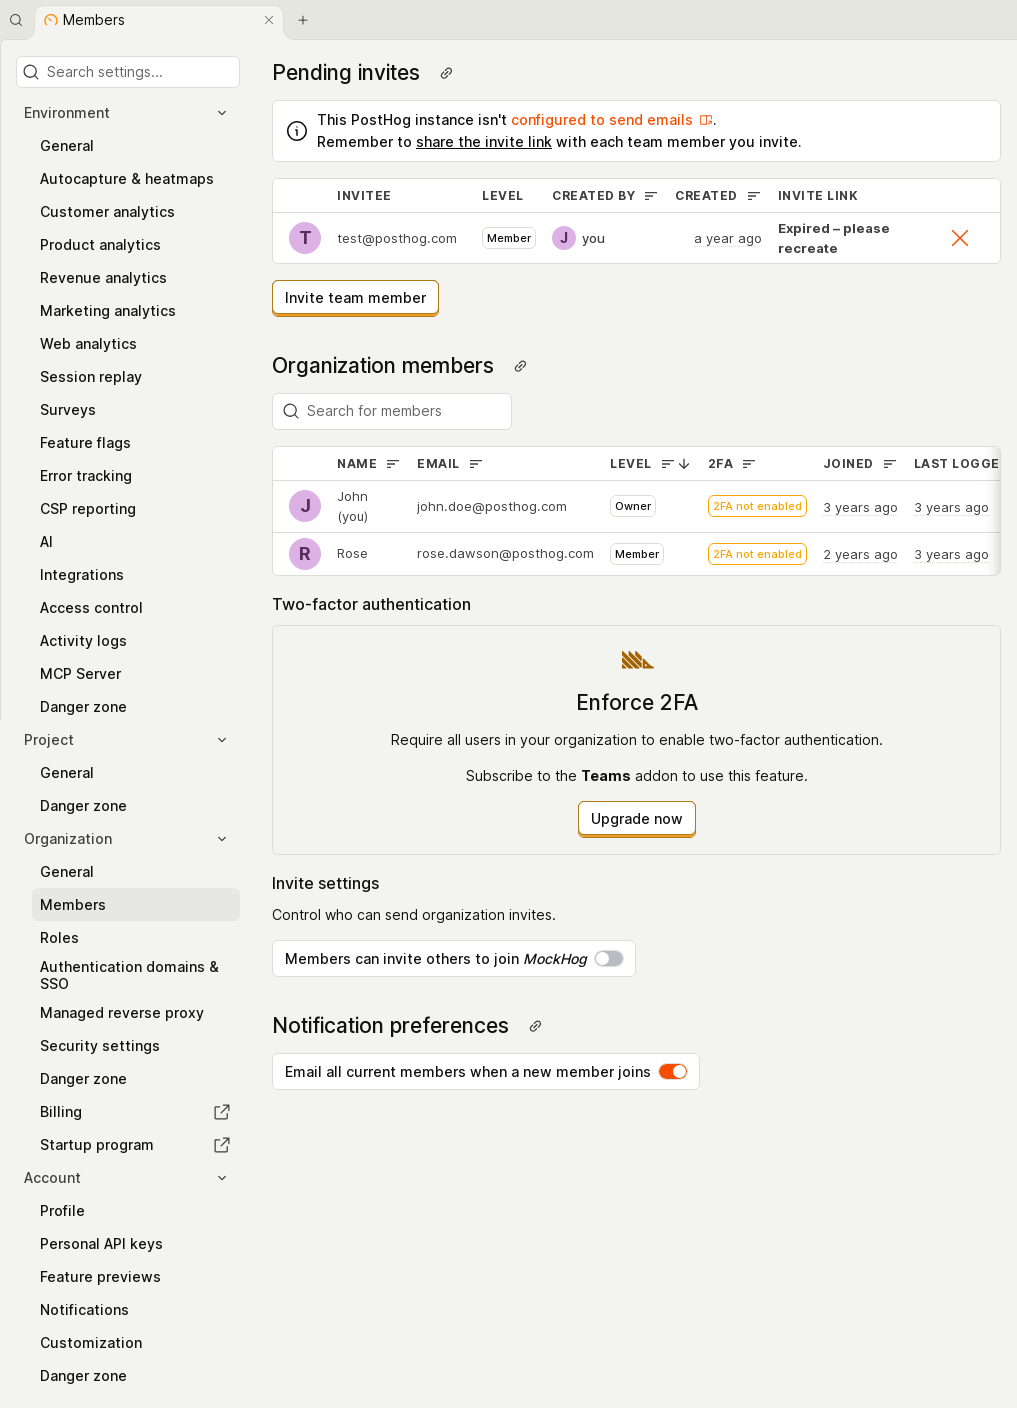 Members
Search settings...
Environment
General
Autocapture & heatmaps
Customer analytics
Product analytics
Revenue analytics
Marketing analytics
Web analytics
Session replay
Surveys
Feature flags
Error tracking
CSP reporting
AI
Integrations
Access control
Activity logs
MCP Server
Danger zone
Project
General
Danger zone
Organization
General
Members
Roles
Authentication domains &
SSO
Managed reverse proxy
Security settings
Danger zone
Billing
Startup program
Account
Profile
Personal API keys
Feature previews
Notifications
Customization
Danger zone
Pending invites
This PostHog instance isn't configured to send emails.
Remember to share the invite link with each team member you invite.
INVITEE LEVEL CREATED BY CREATED INVITE LINK
T test@posthog.com Member J you a year ago Expired – please
recreate
Invite team member
Organization members
Search for members
NAME EMAIL LEVEL 2FA JOINED LAST LOGGE
J John
(you) john.doe@posthog.com Owner 2FA not enabled 3 years ago 3 years ago
R Rose rose.dawson@posthog.com Member 2FA not enabled 2 years ago 3 years ago
Two-factor authentication
Enforce 2FA
Require all users in your organization to enable two-factor authentication.
Subscribe to the Teams addon to use this feature.
Upgrade now
Invite settings
Control who can send organization invites.
Members can invite others to join MockHog
Notification preferences
Email all current members when a new member joins